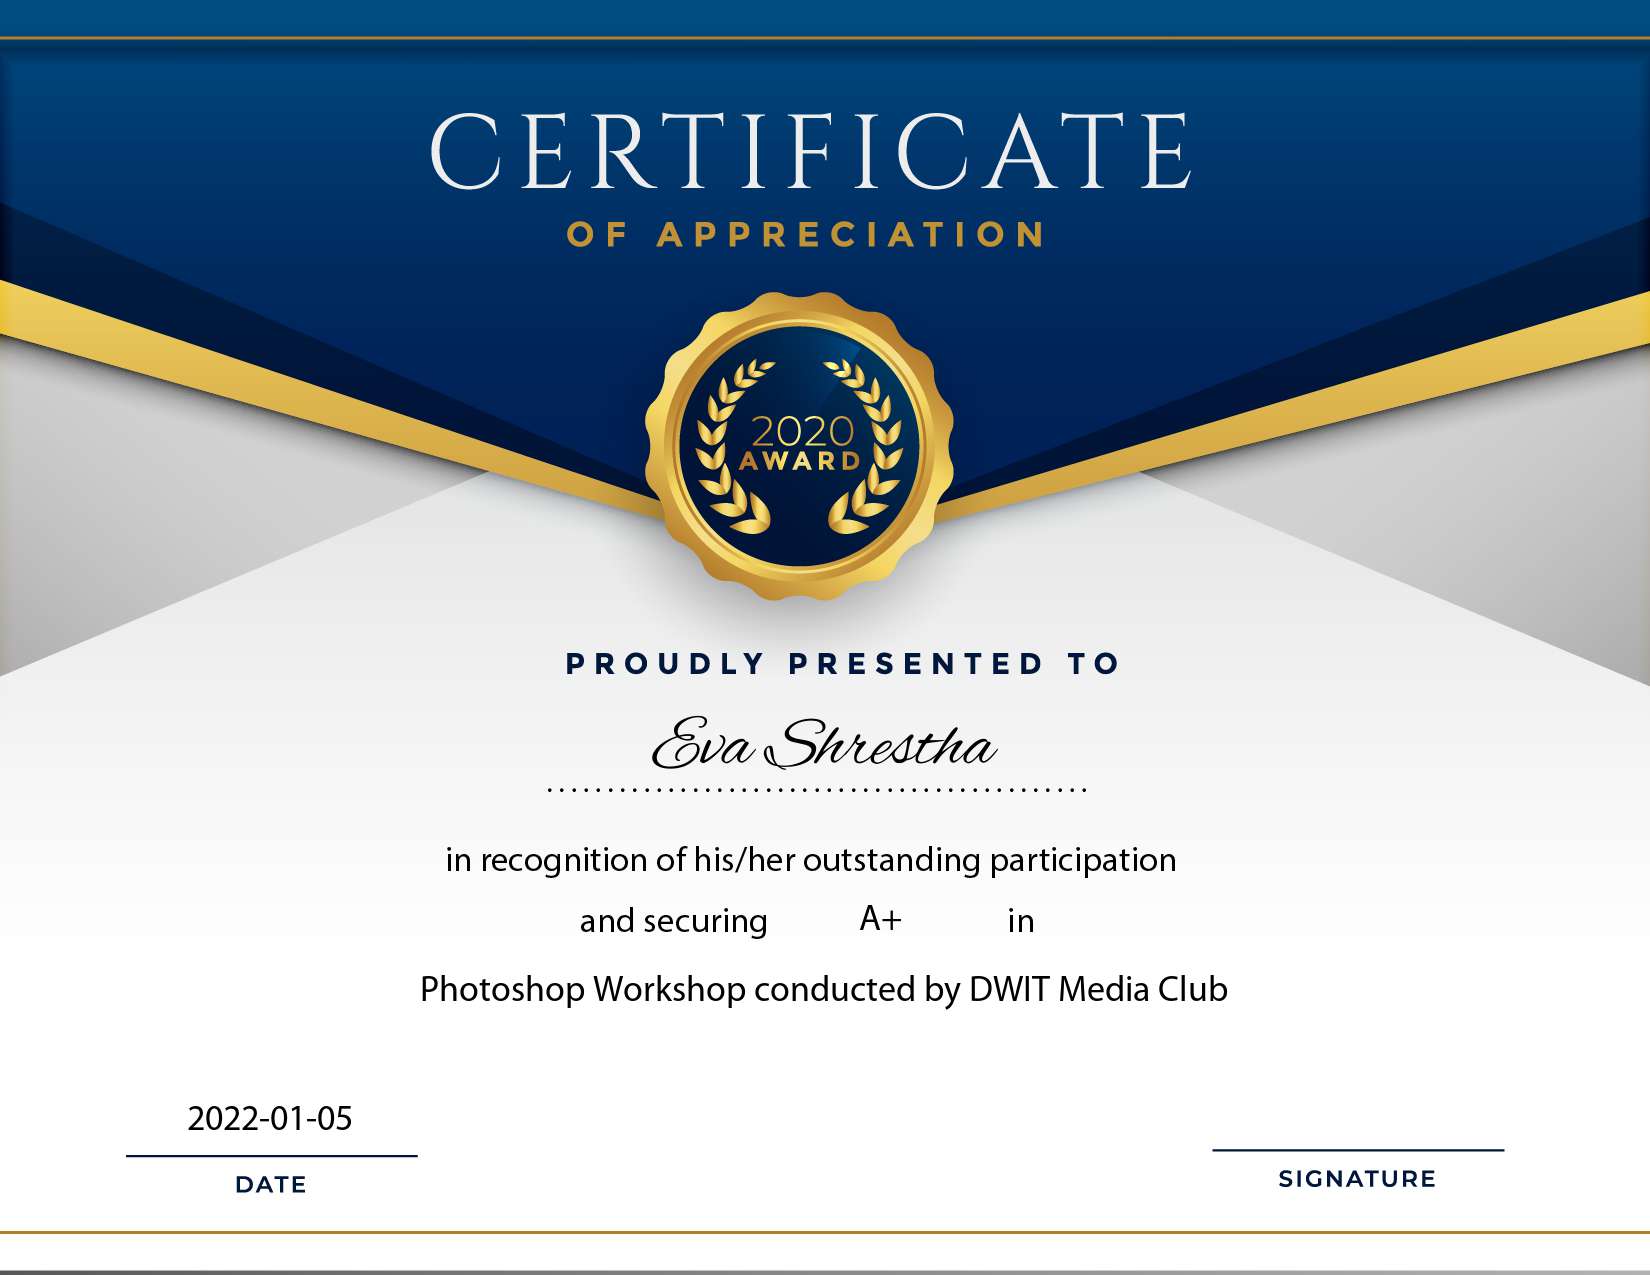 CERTIFICATE
OF APPRECIATION
2020
AWARD
PROUDLY PRESENTED TO
Eva Shrestha
in recognition of his/her outstanding participation
and securing A+ in
Photoshop Workshop conducted by DWIT Media Club
2022-01-05
DATE
SIGNATURE